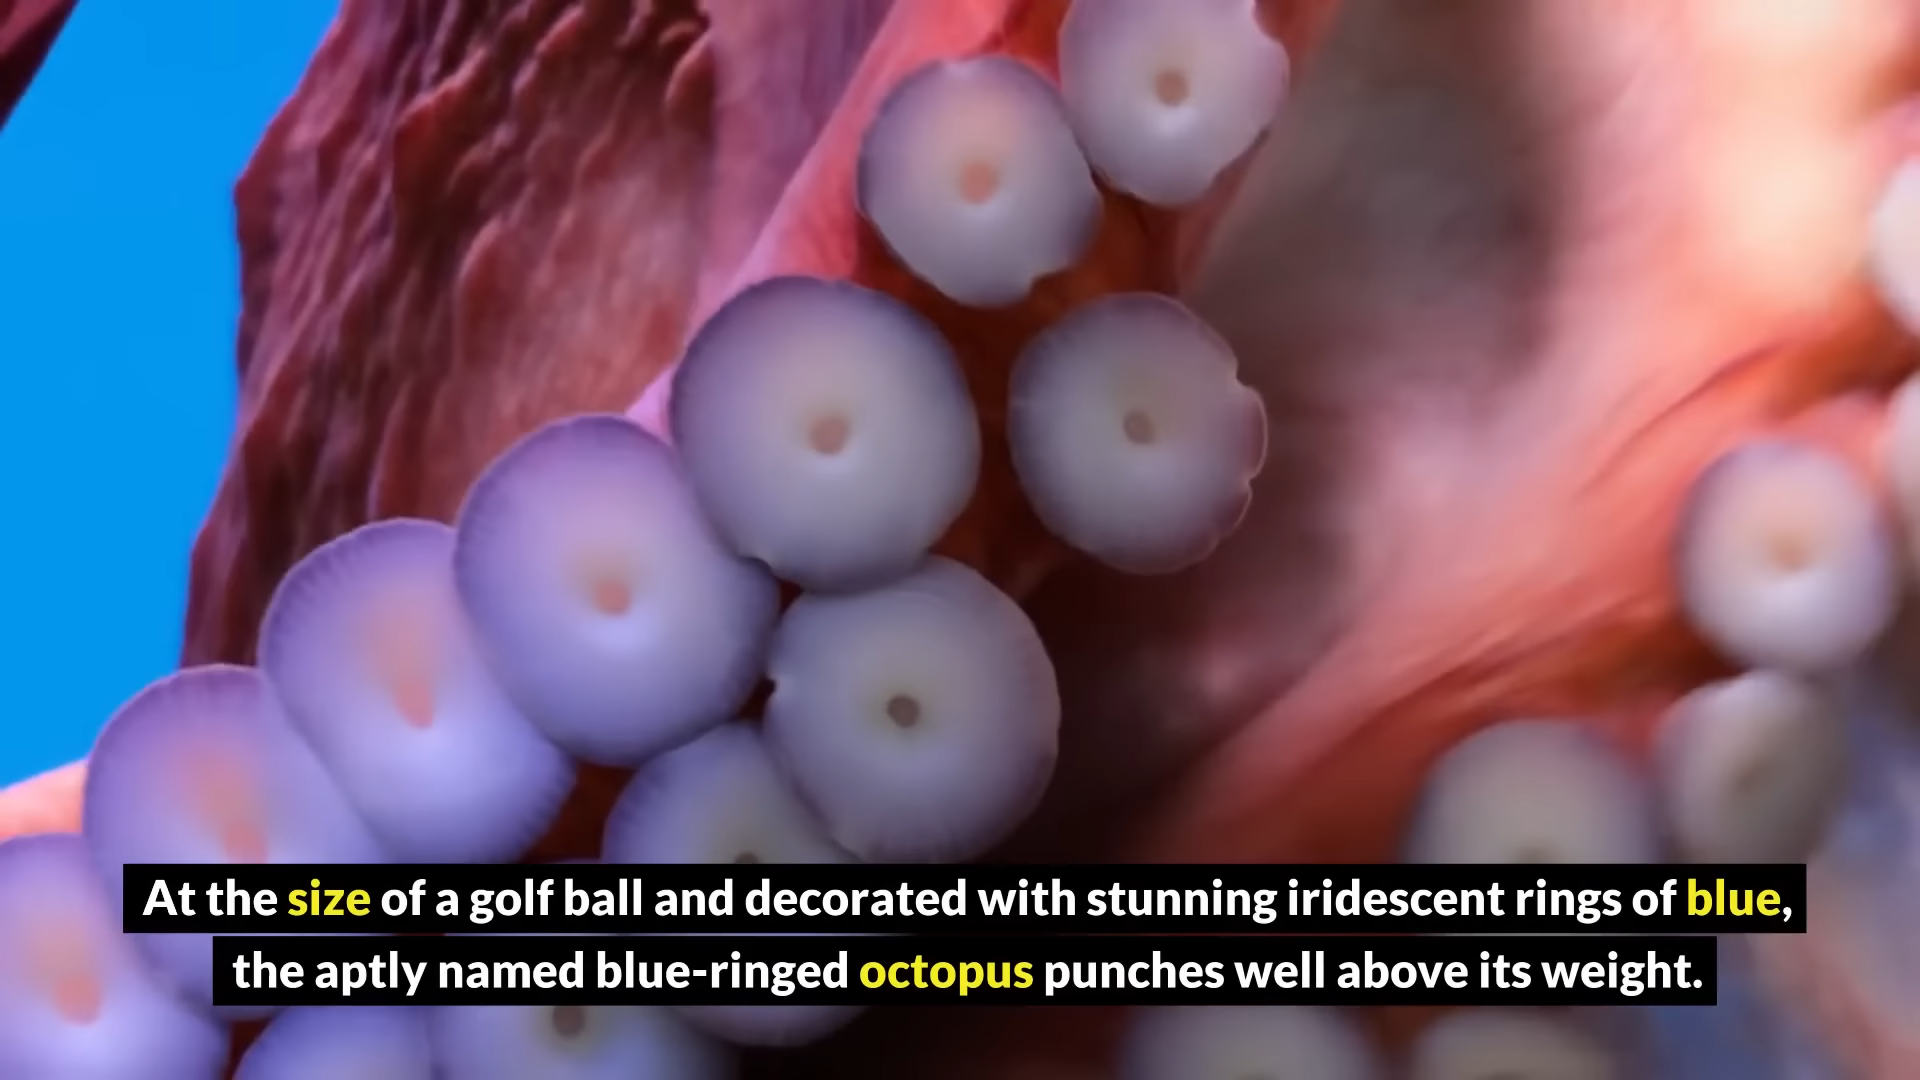 At the size of a golf ball and decorated with stunning iridescent rings of blue,
the aptly named blue-ringed octopus punches well above its weight.